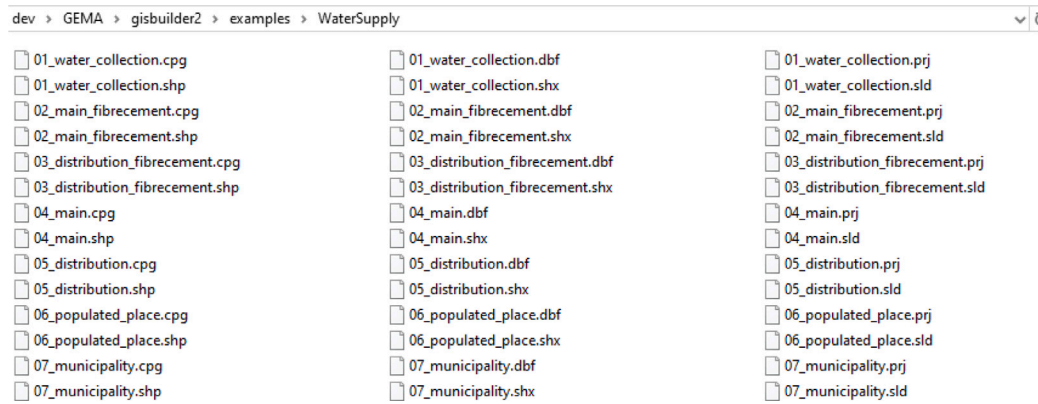 dev > GEMA > gisbuilder2 > examples > WaterSupply
01_water_collection.cpg 01_water_collection.dbf 01_water_collection.prj
01_water_collection.shp 01_water_collection.shx 01_water_collection.sld
02_main_fibrecement.cpg 02_main_fibrecement.dbf 02_main_fibrecement.prj
02_main_fibrecement.shp 02_main_fibrecement.shx 02_main_fibrecement.sld
03_distribution_fibrecement.cpg 03_distribution_fibrecement.dbf 03_distribution_fibrecement.prj
03_distribution_fibrecement.shp 03_distribution_fibrecement.shx 03_distribution_fibrecement.sld
04_main.cpg 04_main.dbf 04_main.prj
04_main.shp 04_main.shx 04_main.sld
05_distribution.cpg 05_distribution.dbf 05_distribution.prj
05_distribution.shp 05_distribution.shx 05_distribution.sld
06_populated_place.cpg 06_populated_place.dbf 06_populated_place.prj
06_populated_place.shp 06_populated_place.shx 06_populated_place.sld
07_municipality.cpg 07_municipality.dbf 07_municipality.prj
07_municipality.shp 07_municipality.shx 07_municipality.sld